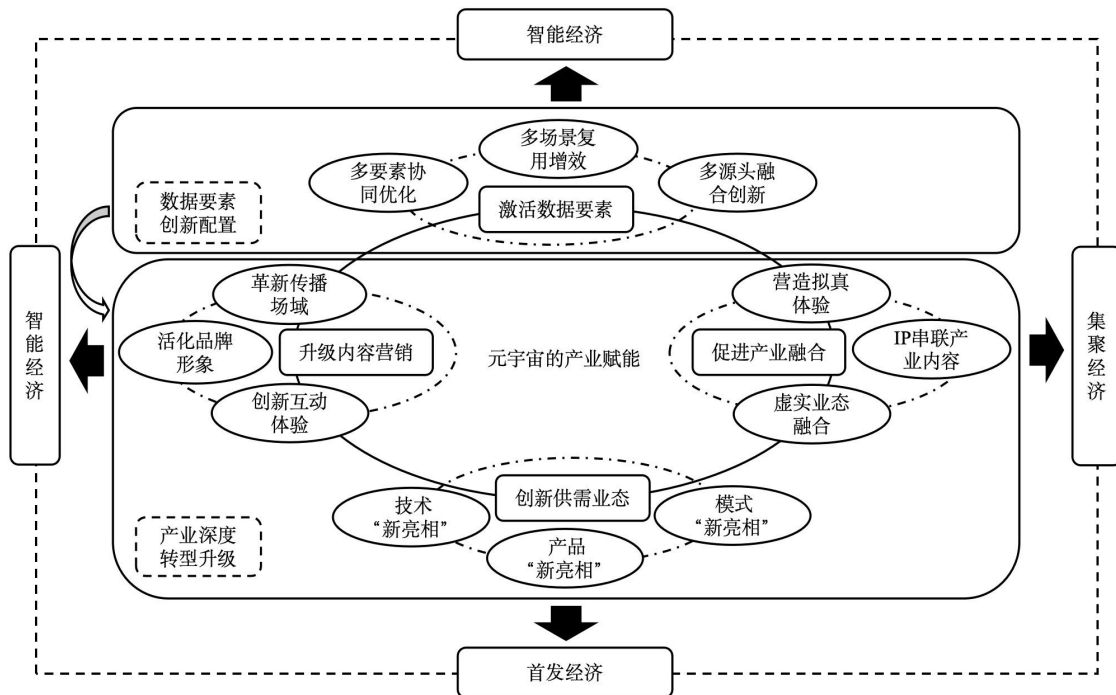 智能经济
多场景复
用增效
多要素协
同优化
多源头融
合创新
数据要素
创新配置
激活数据要素
智能经济
革新传播
场域
活化品牌
形象
升级内容营销
创新互动
体验
元宇宙的产业赋能
营造拟真
体验
促进产业融合
IP串联产
业内容
虚实业态
融合
集聚经济
创新供需业态
技术
“新亮相”
模式
“新亮相”
产品
“新亮相”
产业深度
转型升级
首发经济